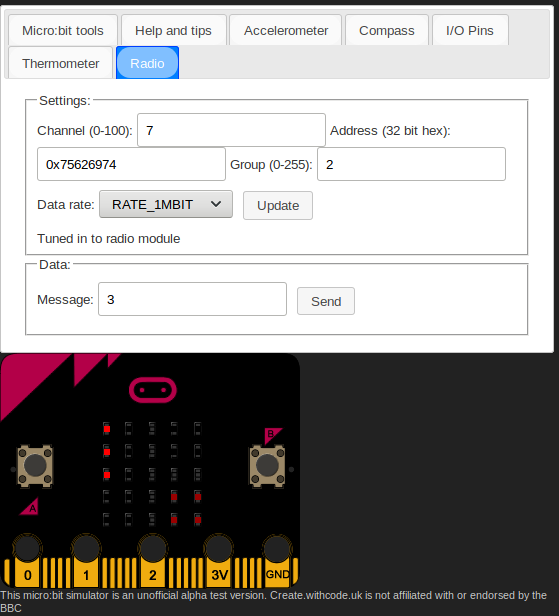 Micro:bit tools Help and tips Accelerometer Compass I/O Pins
Thermometer Radio
Settings:
Channel (0-100): 7 Address (32 bit hex):
0x75626974 Group (0-255): 2
Data rate: RATE_1MBIT Update
Tuned in to radio module
Data:
Message: 3 Send
B
A
0 1 2 3V GND
This micro:bit simulator is an unofficial alpha test version. Create.withcode.uk is not affiliated with or endorsed by the
BBC